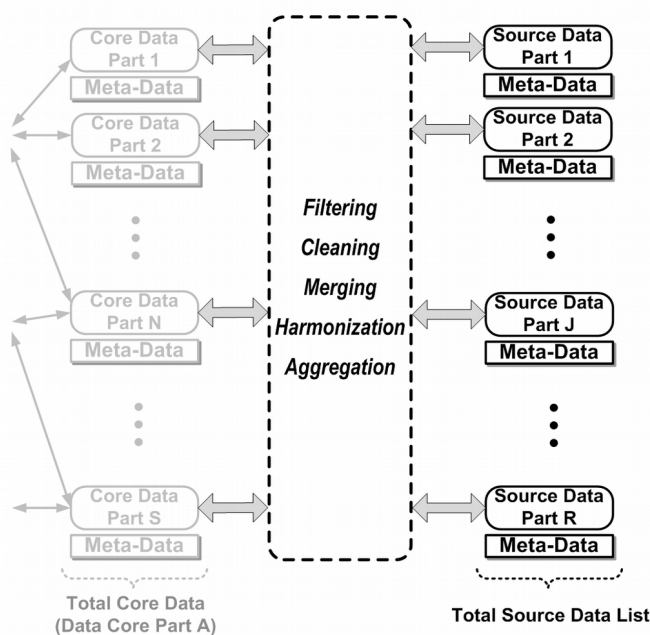 Core Data
Part 1
Meta-Data
Core Data
Part 2
Meta-Data
Core Data
Part N
Meta-Data
Core Data
Part S
Meta-Data
Total Core Data
(Data Core Part A)
Filtering
Cleaning
Merging
Harmonization
Aggregation
Source Data
Part 1
Meta-Data
Source Data
Part 2
Meta-Data
Source Data
Part J
Meta-Data
Source Data
Part R
Meta-Data
Total Source Data List